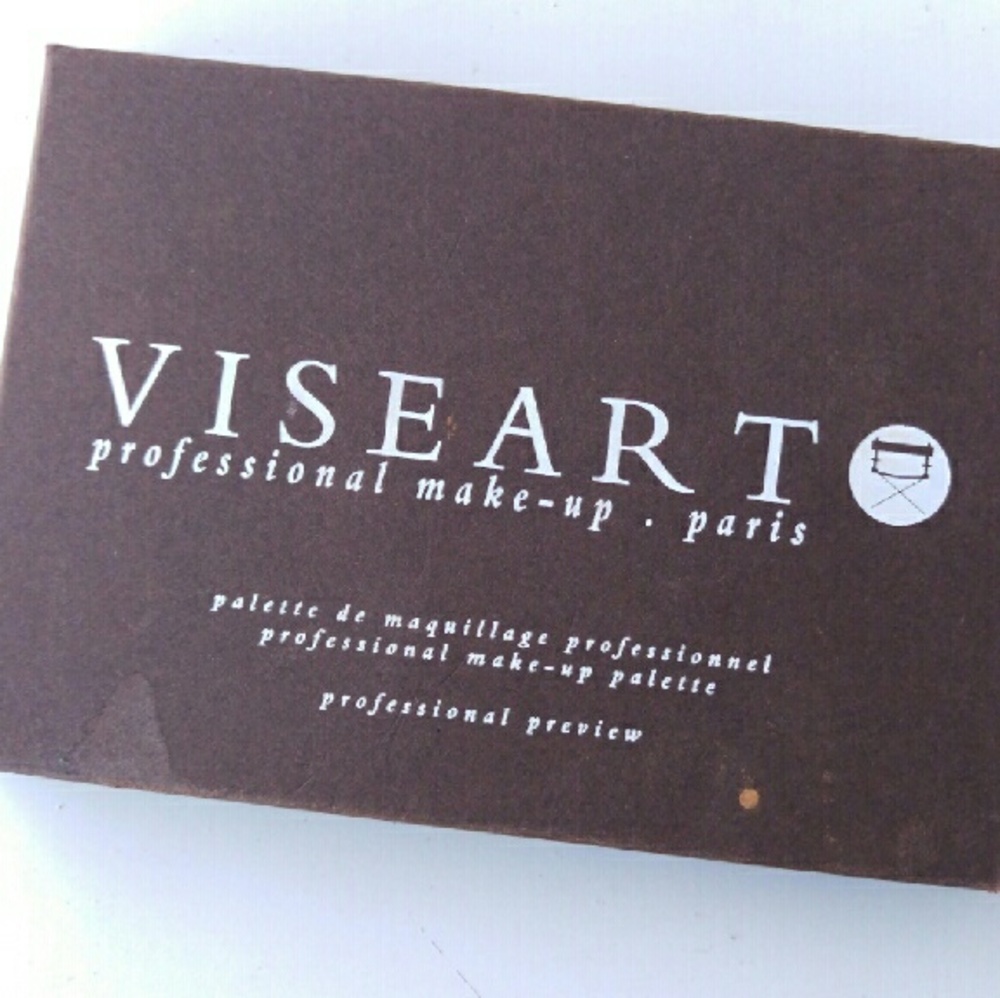 VISEART
professional make-up . paris
palette de maquillage professionnel
professional make-up palette
professional preview